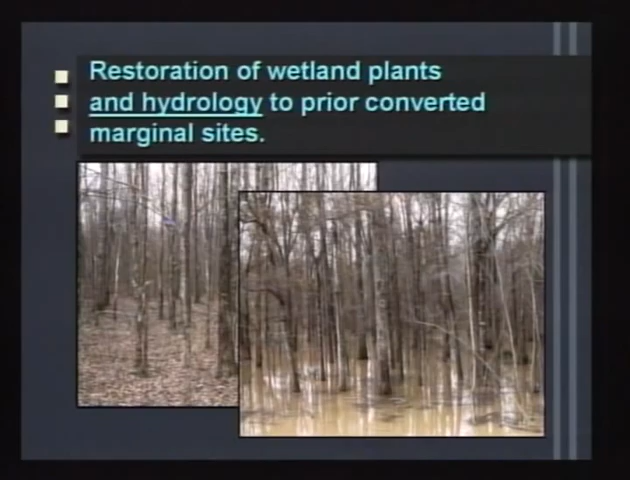 Restoration of wetland plants
and hydrology to prior converted
marginal sites.